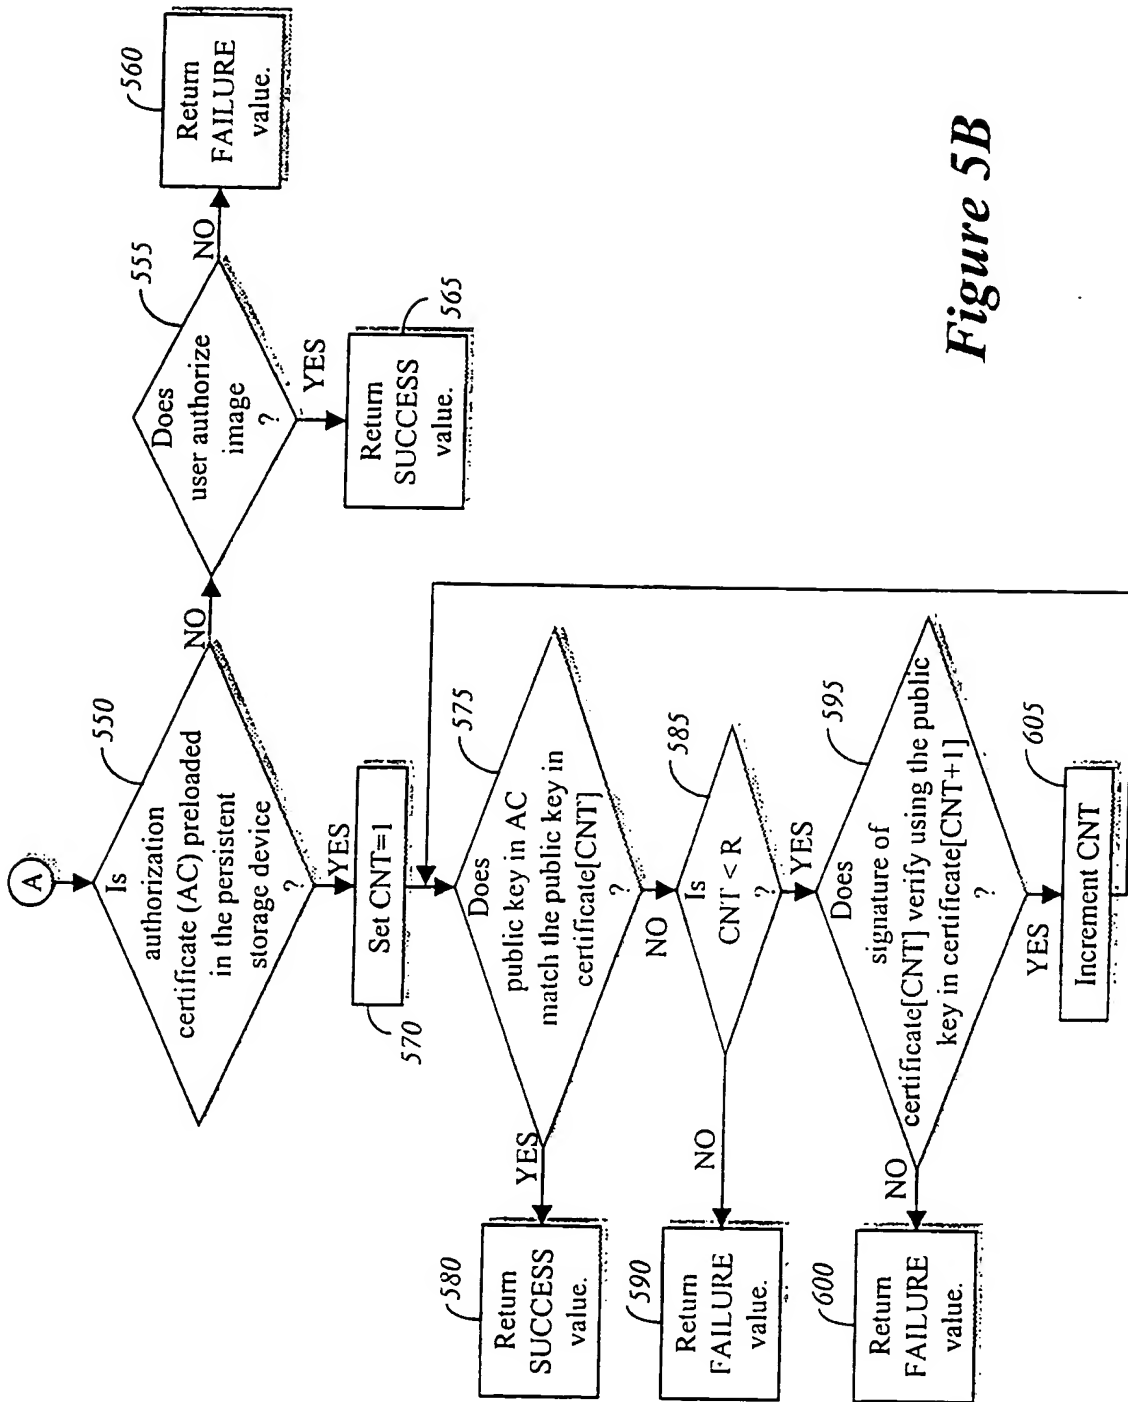 A
550
Is
authorization
certificate (AC) preloaded
in the persistent
storage device
?
NO
555
Does
user authorize
image
?
NO
560
Return
FAILURE
value.
YES
565
Return
SUCCESS
value.
YES
570
Set CNT=1
575
Does
public key in AC
match the public key in
certificate[CNT]
?
YES
580
Return
SUCCESS
value.
NO
585
Is
CNT < R
?
NO
590
Return
FAILURE
value.
YES
595
Does
signature of
certificate[CNT] verify using the public
key in certificate[CNT+1]
?
NO
600
Return
FAILURE
value.
YES
605
Increment CNT
Figure 5B